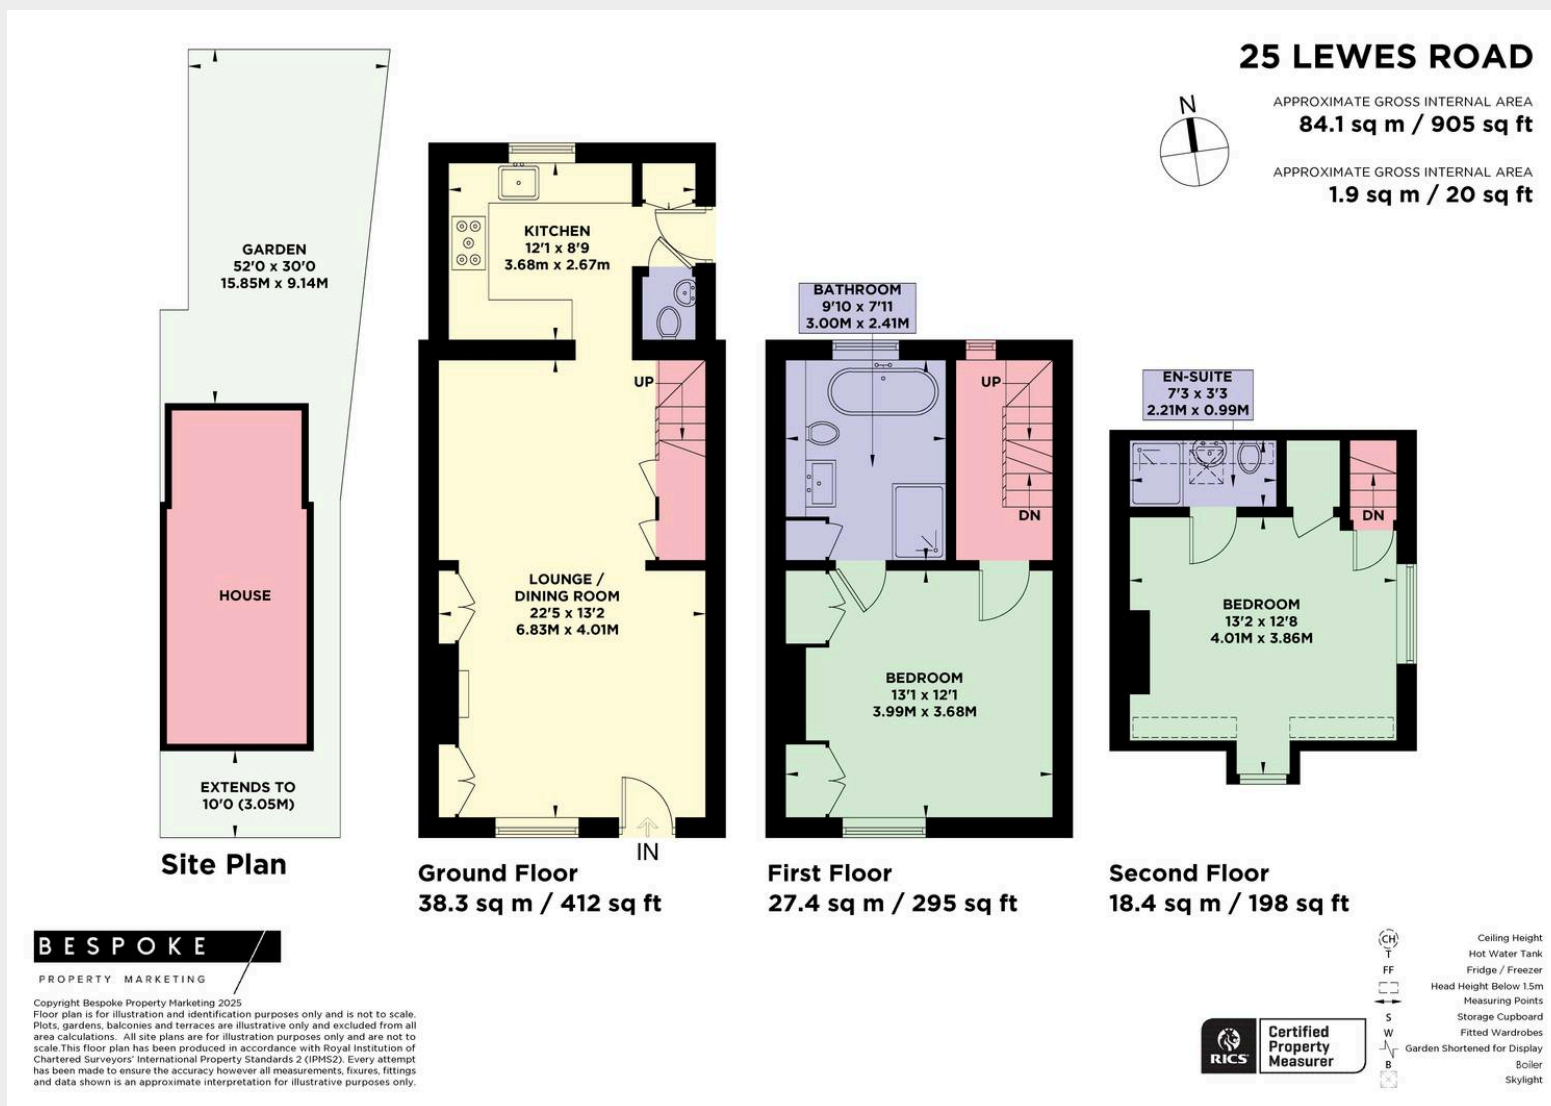 25 LEWES ROAD
N
APPROXIMATE GROSS INTERNAL AREA
84.1 sq m / 905 sq ft
APPROXIMATE GROSS INTERNAL AREA
1.9 sq m / 20 sq ft
GARDEN
52'0 x 30'0
15.85M x 9.14M
HOUSE
EXTENDS TO
10'0 (3.05M)
Site Plan
KITCHEN
12'1 x 8'9
3.68m x 2.67m
UP
LOUNGE /
DINING ROOM
22'5 x 13'2
6.83M x 4.01M
IN
Ground Floor
38.3 sq m / 412 sq ft
BATHROOM
9'10 x 7'11
3.00M x 2.41M
UP
DN
BEDROOM
13'1 x 12'1
3.99M x 3.68M
First Floor
27.4 sq m / 295 sq ft
EN-SUITE
7'3 x 3'3
2.21M x 0.99M
DN
BEDROOM
13'2 x 12'8
4.01M x 3.86M
Second Floor
18.4 sq m / 198 sq ft
BESPOKE
PROPERTY MARKETING
Copyright Bespoke Property Marketing 2025
Floor plan is for illustration and identification purposes only and is not to scale.
Plots, gardens, balconies and terraces are illustrative only and excluded from all
area calculations. All site plans are for illustration purposes only and are not to
scale.This floor plan has been produced in accordance with Royal Institution of
Chartered Surveyors' International Property Standards 2 (IPMS2). Every attempt
has been made to ensure the accuracy however all measurements, fixures, fittings
and data shown is an approximate interpretation for illustrative purposes only.
RICS
Certified
Property
Measurer
CH Ceiling Height
T Hot Water Tank
FF Fridge / Freezer
Head Height Below 1.5m
Measuring Points
S Storage Cupboard
W Fitted Wardrobes
Garden Shortened for Display
B Boiler
Skylight